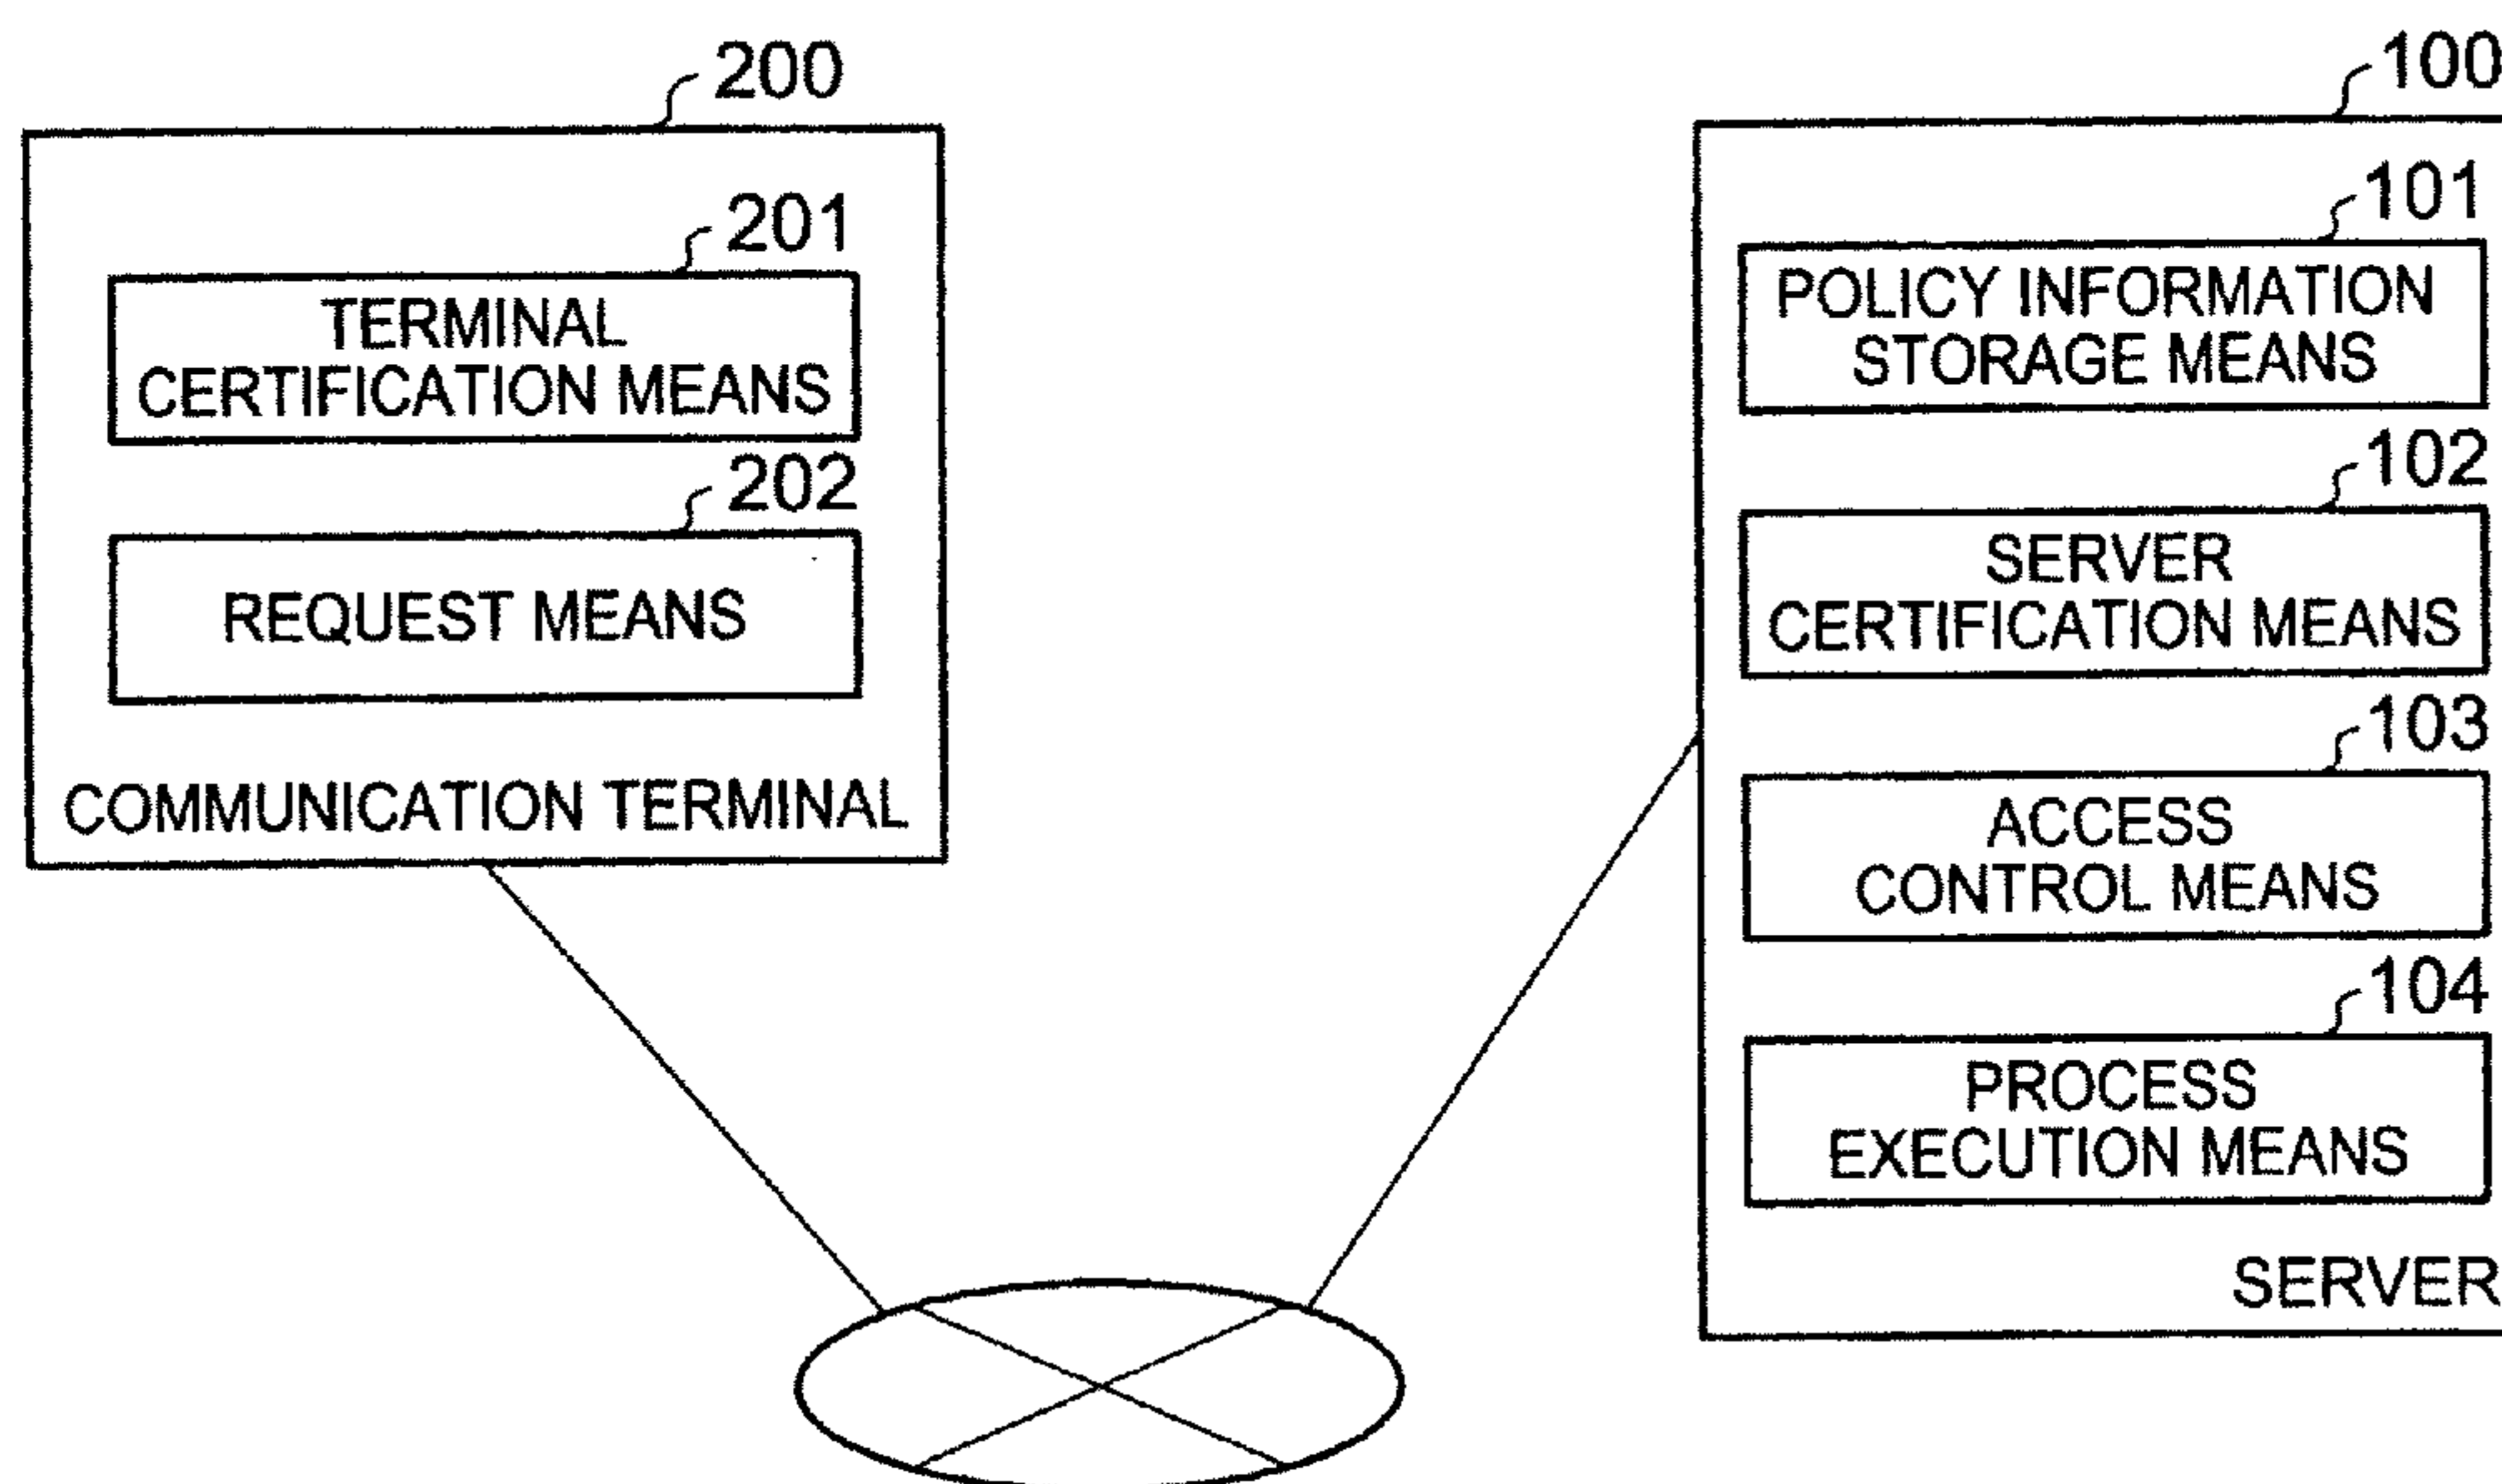 200
201
TERMINAL
CERTIFICATION MEANS
202
REQUEST MEANS
COMMUNICATION TERMINAL
100
101
POLICY INFORMATION
STORAGE MEANS
102
SERVER
CERTIFICATION MEANS
103
ACCESS
CONTROL MEANS
104
PROCESS
EXECUTION MEANS
SERVER